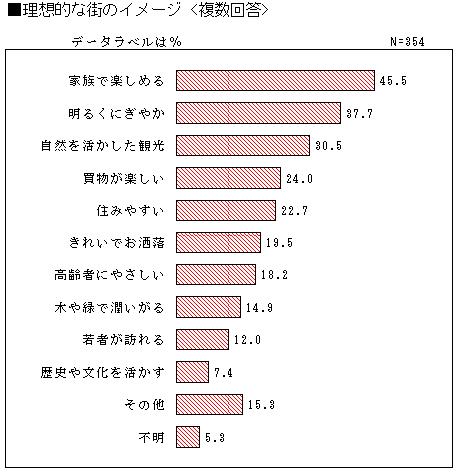 ■理想的な街のイメージ〈複数回答〉
データラベルは% N=354
家族で楽しめる 45.5
明るくにぎやか 37.7
自然を活かした観光 30.5
買物が楽しい 24.0
住みやすい 22.7
きれいでお洒落 19.5
高齢者にやさしい 18.2
水や緑で潤いがる 14.9
若者が訪れる 12.0
歴史や文化を活かす 7.4
その他 15.3
不明 5.3